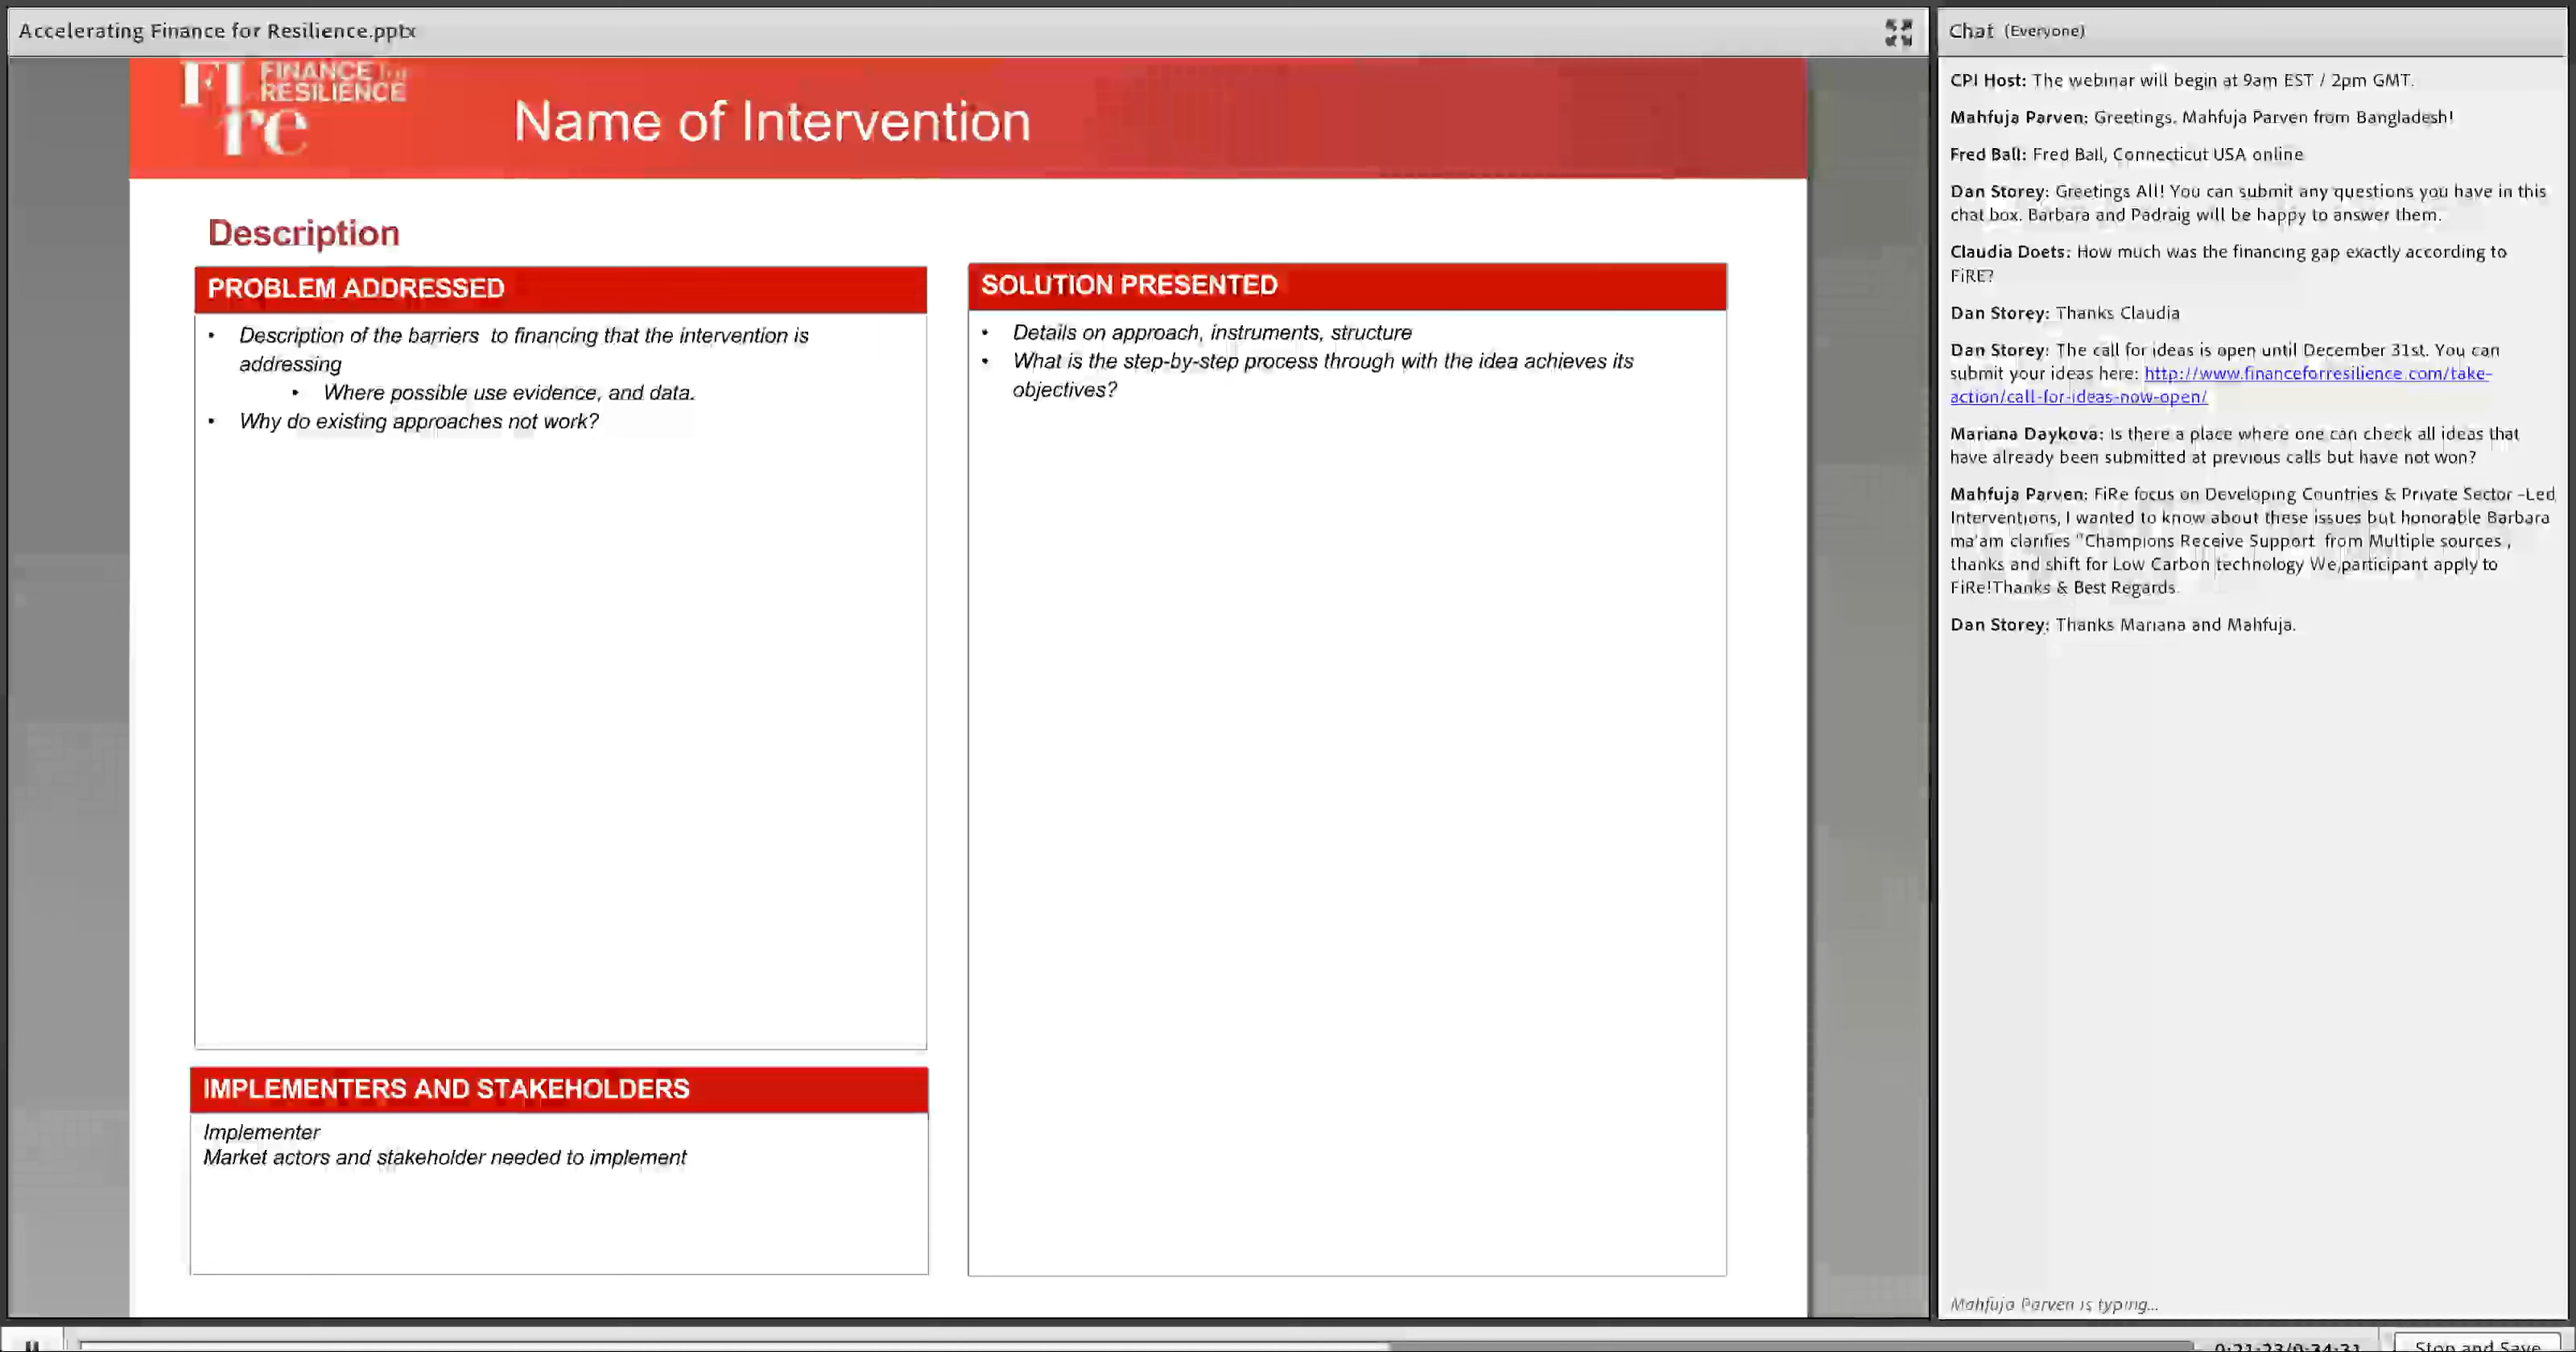 Accelerating Finance for Resilience.pptx
FI
re
FINANCE for
RESILIENCE
Name of Intervention
Description
PROBLEM ADDRESSED
• Description of the barriers to financing that the intervention is
addressing
• Where possible use evidence, and data.
• Why do existing approaches not work?
IMPLEMENTERS AND STAKEHOLDERS
Implementer
Market actors and stakeholder needed to implement
SOLUTION PRESENTED
• Details on approach, instruments, structure
• What is the step-by-step process through with the idea achieves its
objectives?
Chat (Everyone)
CPI Host: The webinar will begin at 9am EST / 2pm GMT.
Mahfuja Parven: Greetings. Mahfuja Parven from Bangladesh!
Fred Ball: Fred Ball, Connecticut USA online
Dan Storey: Greetings All! You can submit any questions you have in this
chat box. Barbara and Padraig will be happy to answer them.
Claudia Doets: How much was the financing gap exactly according to
FiRE?
Dan Storey: Thanks Claudia
Dan Storey: The call for ideas is open until December 31st. You can
submit your ideas here: http://www.financeforresilience.com/take-
action/call-for-ideas-now-open/
Mariana Daykova: Is there a place where one can check all ideas that
have already been submitted at previous calls but have not won?
Mahfuja Parven: FiRe focus on Developing Countries & Private Sector -Led
Interventions, I wanted to know about these issues but honorable Barbara
ma'am clarifies "Champions Receive Support from Multiple sources ,
thanks and shift for Low Carbon technology We,participant apply to
FiRe!Thanks & Best Regards.
Dan Storey: Thanks Mariana and Mahfuja.
Mahfuja Parven is typing...
0:21:23/0:34:31
Stop and Save